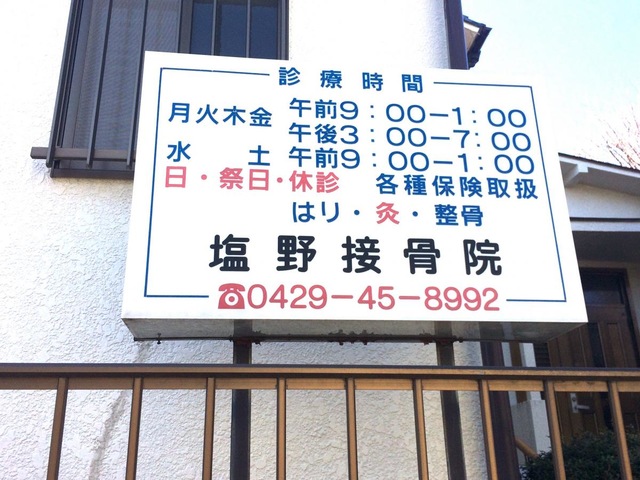 診療時間
月火木金 午前9：00－1：00
午後3：00－7：00
水 土 午前9：00－1：00
日・祭日・休診 各種保険取扱
はり・灸・整骨
塩野接骨院
☎0429－45－8992